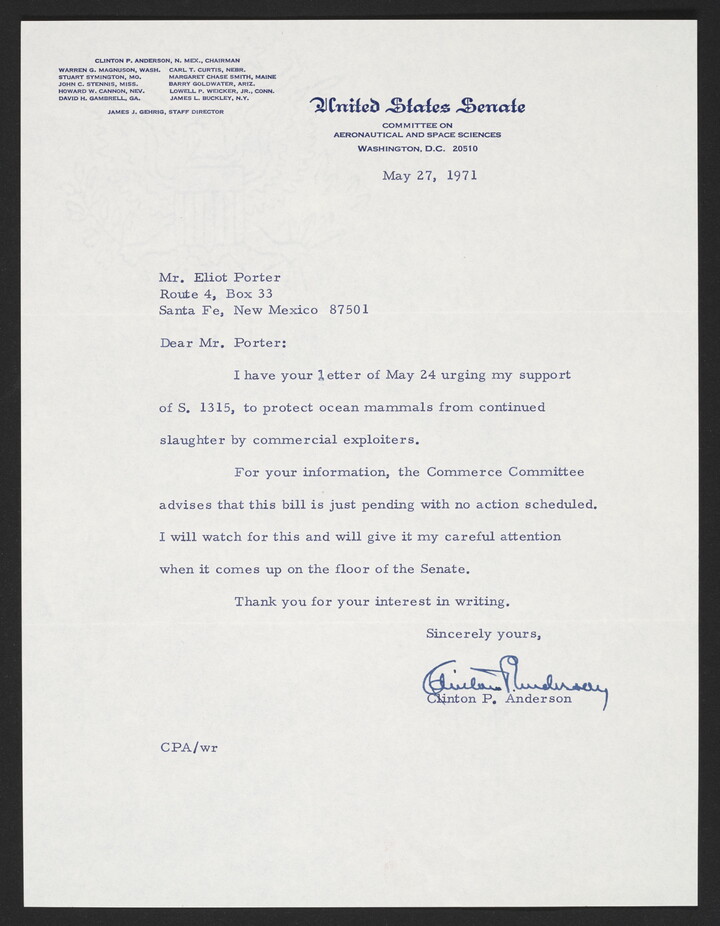 CLINTON P. ANDERSON, N. MEX., CHAIRMAN
WARREN G. MAGNUSON, WASH. CARL T. CURTIS, NEBR.
STUART SYMINGTON, MO. MARGARET CHASE SMITH, MAINE
JOHN C. STENNIS, MISS. BARRY GOLDWATER, ARIZ.
HOWARD W. CANNON, NEV. LOWELL P. WEICKER, JR., CONN.
DAVID H. GAMBRELL, GA. JAMES L. BUCKLEY, N.Y.
JAMES J. GEHRIG, STAFF DIRECTOR
United States Senate
COMMITTEE ON
AERONAUTICAL AND SPACE SCIENCES
WASHINGTON, D.C. 20510
May 27, 1971
Mr. Eliot Porter
Route 4, Box 33
Santa Fe, New Mexico 87501
Dear Mr. Porter:
I have your letter of May 24 urging my support
of S. 1315, to protect ocean mammals from continued
slaughter by commercial exploiters.
For your information, the Commerce Committee
advises that this bill is just pending with no action scheduled.
I will watch for this and will give it my careful attention
when it comes up on the floor of the Senate.
Thank you for your interest in writing.
Sincerely yours,
Clinton P. Anderson
Clinton P. Anderson
CPA/wr